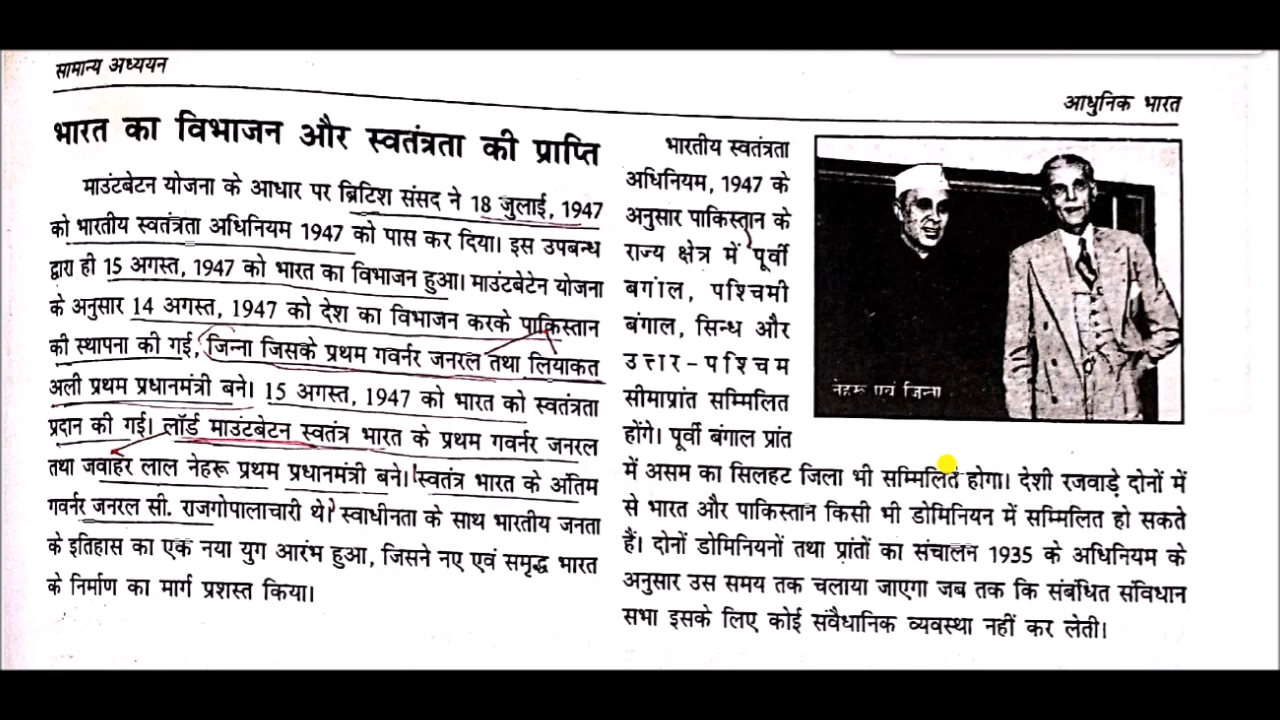 सामान्य अध्ययन
आधुनिक भारत
भारत का विभाजन और स्वतंत्रता की प्राप्ति
माउंटबेटन योजना के आधार पर ब्रिटिश संसद ने 18 जुलाई, 1947
को भारतीय स्वतंत्रता अधिनियम 1947 को पास कर दिया। इस उपबन्ध
द्वारा ही 15 अगस्त, 1947 को भारत का विभाजन हुआ। माउंटबेटेन योजना
के अनुसार 14 अगस्त, 1947 को देश का विभाजन करके पाकिस्तान
की स्थापना की गई, जिन्ना जिसके प्रथम गवर्नर जनरल तथा लियाकत
अली प्रथम प्रधानमंत्री बने। 15 अगस्त, 1947 को भारत को स्वतंत्रता
प्रदान की गई। लॉर्ड माउंटबेटन स्वतंत्र भारत के प्रथम गवर्नर जनरल
तथा जवाहर लाल नेहरू प्रथम प्रधानमंत्री बने। स्वतंत्र भारत के अंतिम
गवर्नर जनरल सी. राजगोपालाचारी थे। स्वाधीनता के साथ भारतीय जनता
के इतिहास का एक नया युग आरंभ हुआ, जिसने नए एवं समृद्ध भारत
के निर्माण का मार्ग प्रशस्त किया।
भारतीय स्वतंत्रता
अधिनियम, 1947 के
अनुसार पाकिस्तान के
राज्य क्षेत्र में पूर्वी
बगांल, पश्चिमी
बंगाल, सिन्ध और
उत्तार-पश्चिम
सीमाप्रांत सम्मिलित
होंगे। पूर्वी बंगाल प्रांत
में असम का सिलहट जिला भी सम्मिलित होगा। देशी रजवाड़े दोनों में
से भारत और पाकिस्तान किसी भी डोमिनियन में सम्मिलित हो सकते
हैं। दोनों डोमिनियनों तथा प्रांतों का संचालन 1935 के अधिनियम के
अनुसार उस समय तक चलाया जाएगा जब तक कि संबंधित संविधान
सभा इसके लिए कोई संवैधानिक व्यवस्था नहीं कर लेती।
नेहरू एवं जिन्ना